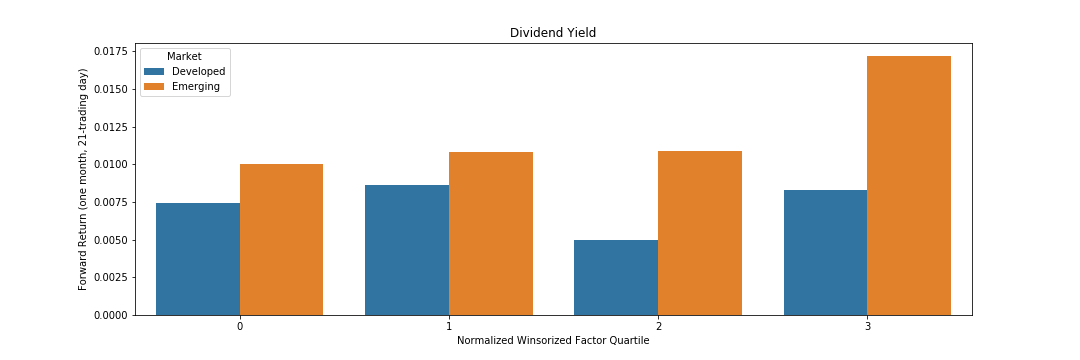 Dividend Yield
Market
Developed
Emerging
Forward Return (one month, 21-trading day)
0.0175
0.0150
0.0125
0.0100
0.0075
0.0050
0.0025
0.0000
0 1 2 3
Normalized Winsorized Factor Quartile